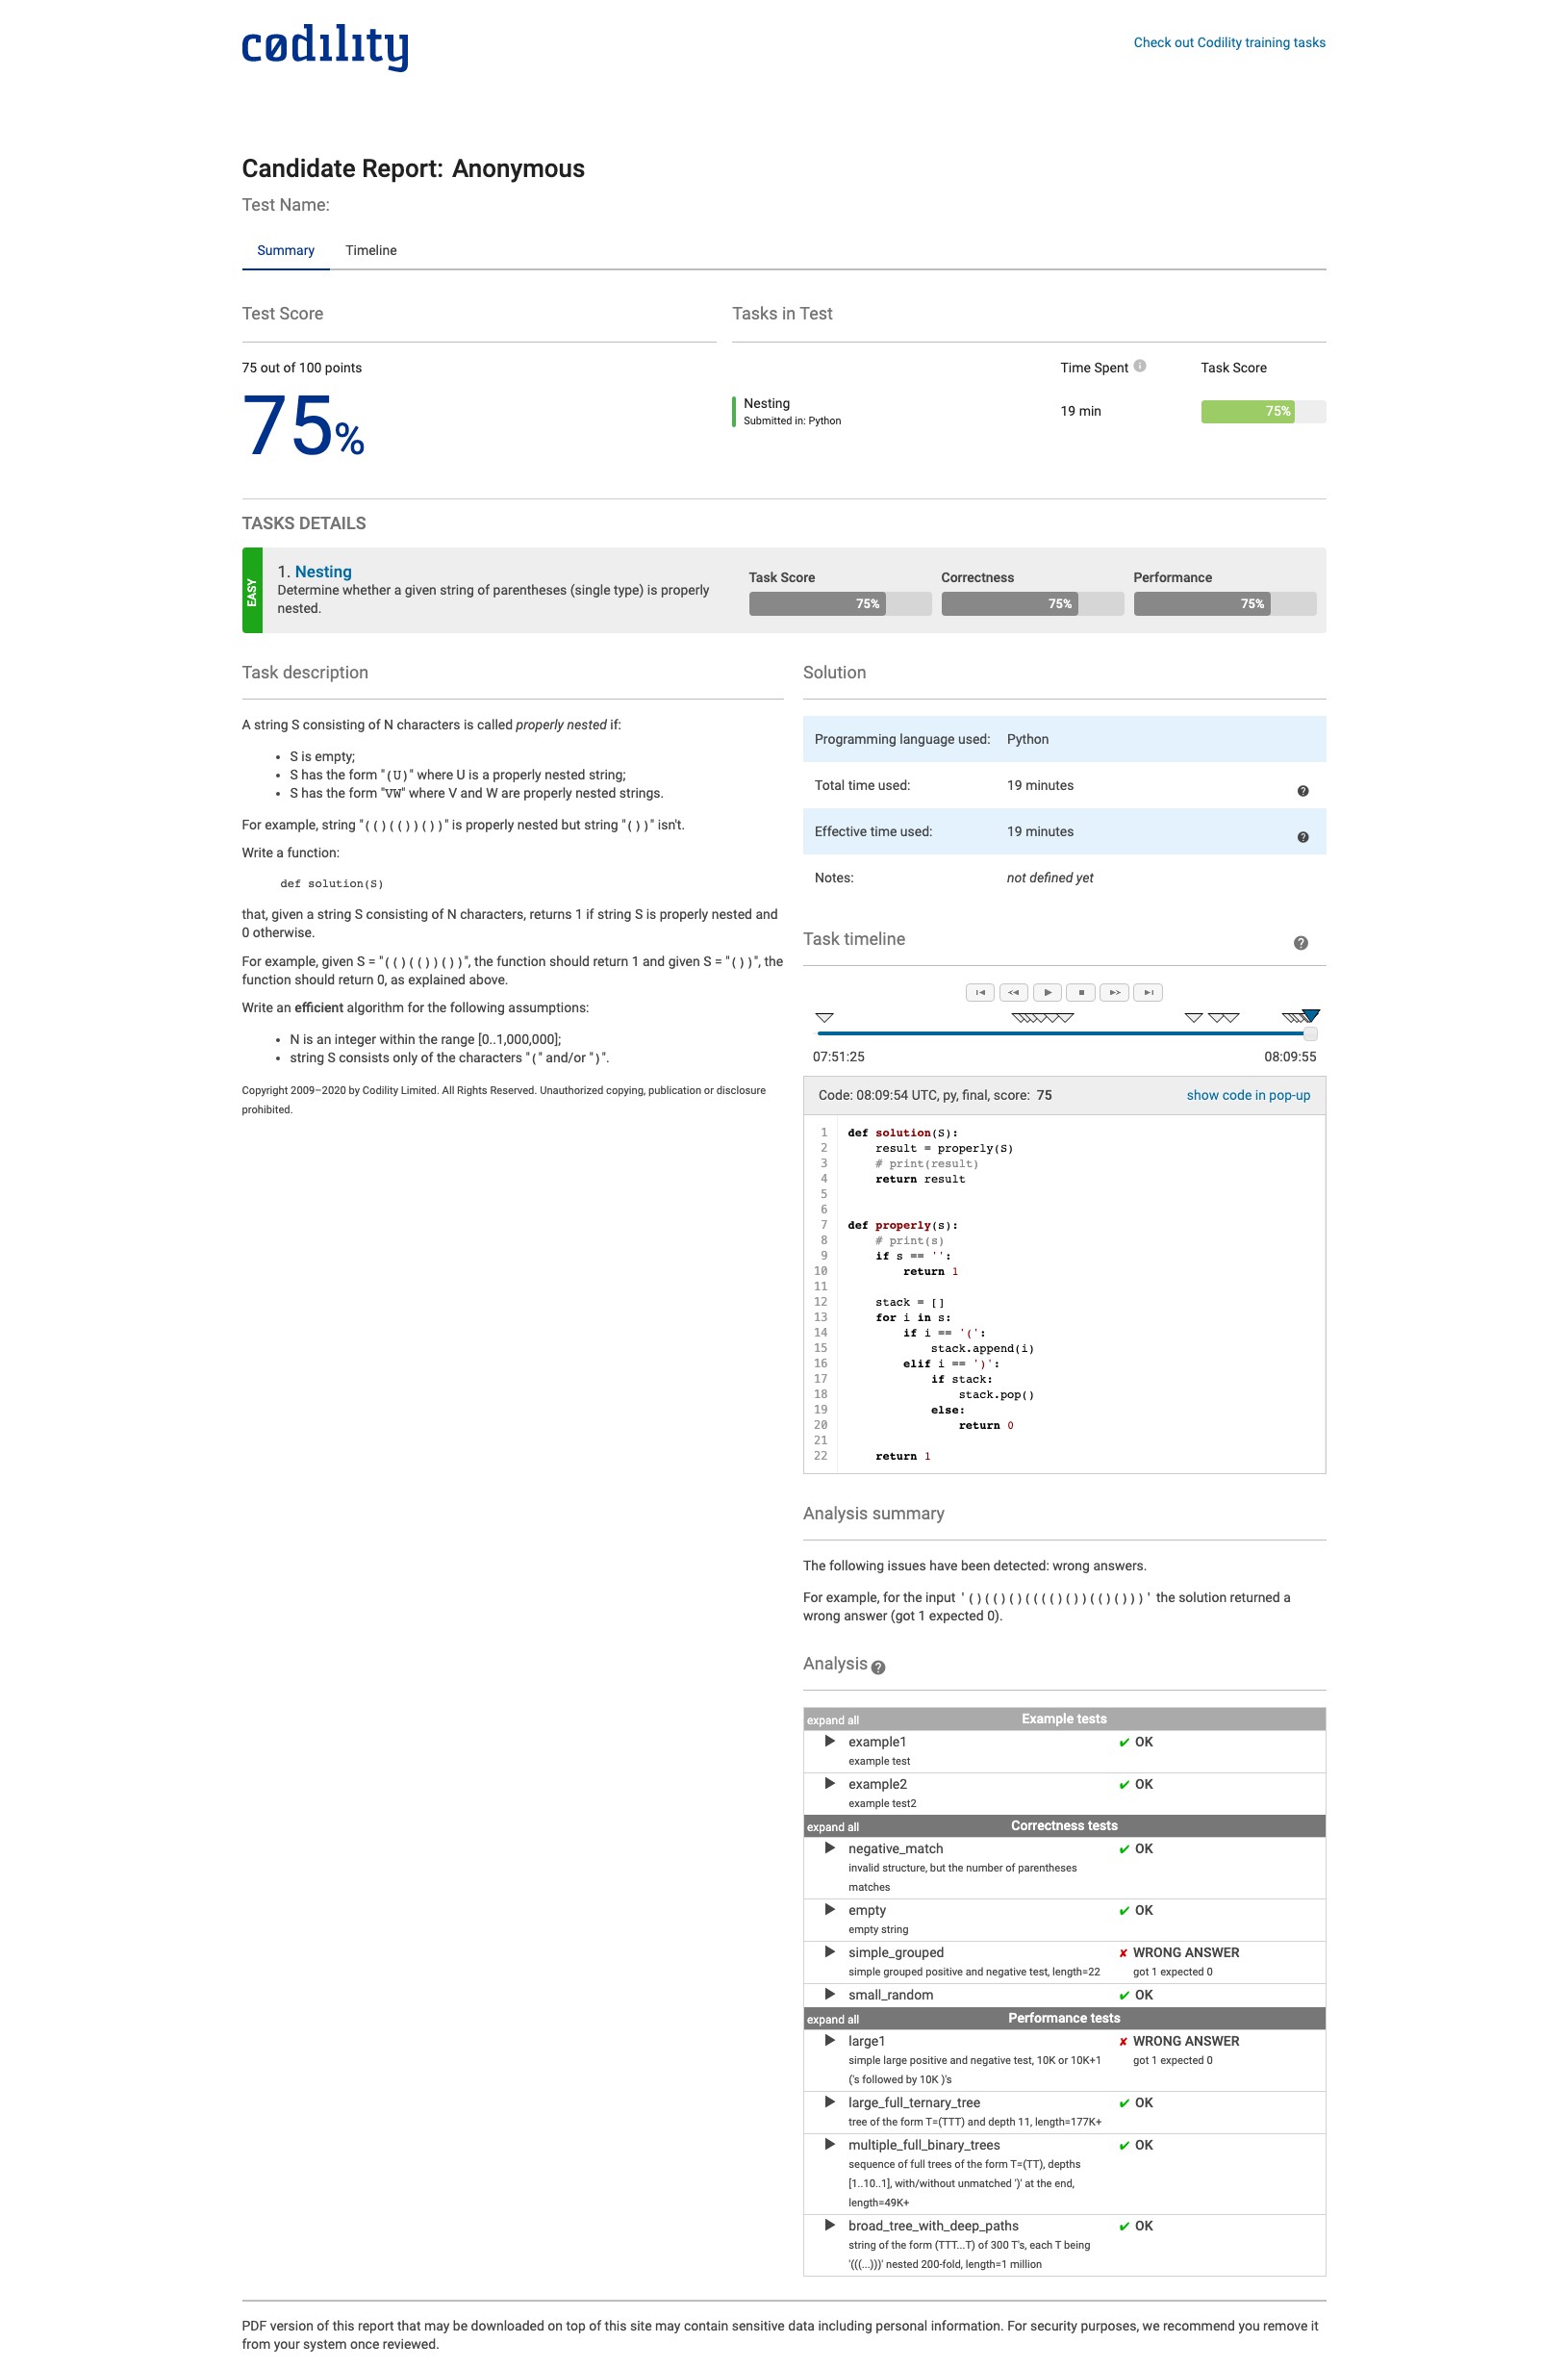 cødility
Check out Codility training tasks
Candidate Report: Anonymous
Test Name:
Summary Timeline
Test Score
75 out of 100 points
75%
Tasks in Test
Time Spent Task Score
Nesting
Submitted in: Python
19 min
75%
TASKS DETAILS
EASY
1. Nesting
Determine whether a given string of parentheses (single type) is properly
nested.
Task Score
75%
Correctness
75%
Performance
75%
Task description
A string S consisting of N characters is called properly nested if:
• S is empty;
• S has the form "(U)" where U is a properly nested string;
• S has the form "VW" where V and W are properly nested strings.
For example, string "(()(())())" is properly nested but string "())" isn't.
Write a function:
def solution(S)
that, given a string S consisting of N characters, returns 1 if string S is properly nested and
0 otherwise.
For example, given S = "(()(())())", the function should return 1 and given S = "())", the
function should return 0, as explained above.
Write an efficient algorithm for the following assumptions:
• N is an integer within the range [0..1,000,000];
• string S consists only of the characters "(" and/or ")".
Copyright 2009–2020 by Codility Limited. All Rights Reserved. Unauthorized copying, publication or disclosure
prohibited.
Solution
Programming language used: Python
Total time used: 19 minutes
Effective time used: 19 minutes
Notes: not defined yet
Task timeline
07:51:25
08:09:55
Code: 08:09:54 UTC, py, final, score: 75
show code in pop-up
1 def solution(S):
2     result = properly(S)
3     # print(result)
4     return result
5
6
7 def properly(s):
8     # print(s)
9     if s == '':
10         return 1
11
12     stack = []
13     for i in s:
14         if i == '(':
15             stack.append(i)
16         elif i == ')':
17             if stack:
18                 stack.pop()
19             else:
20                 return 0
21
22     return 1
Analysis summary
The following issues have been detected: wrong answers.
For example, for the input '()(()()(((()())(()()))' the solution returned a
wrong answer (got 1 expected 0).
Analysis
expand all Example tests
example1 ✔ OK
example test
example2 ✔ OK
example test2
expand all Correctness tests
negative_match ✔ OK
invalid structure, but the number of parentheses
matches
empty ✔ OK
empty string
simple_grouped ✘ WRONG ANSWER
simple grouped positive and negative test, length=22 got 1 expected 0
small_random ✔ OK
expand all Performance tests
large1 ✘ WRONG ANSWER
simple large positive and negative test, 10K or 10K+1 got 1 expected 0
('s followed by 10K )'s
large_full_ternary_tree ✔ OK
tree of the form T=(TTT) and depth 11, length=177K+
multiple_full_binary_trees ✔ OK
sequence of full trees of the form T=(TT), depths
[1..10..1], with/without unmatched ')' at the end,
length=49K+
broad_tree_with_deep_paths ✔ OK
string of the form (TTT...T) of 300 T's, each T being
'(((...)))' nested 200-fold, length=1 million
PDF version of this report that may be downloaded on top of this site may contain sensitive data including personal information. For security purposes, we recommend you remove it
from your system once reviewed.